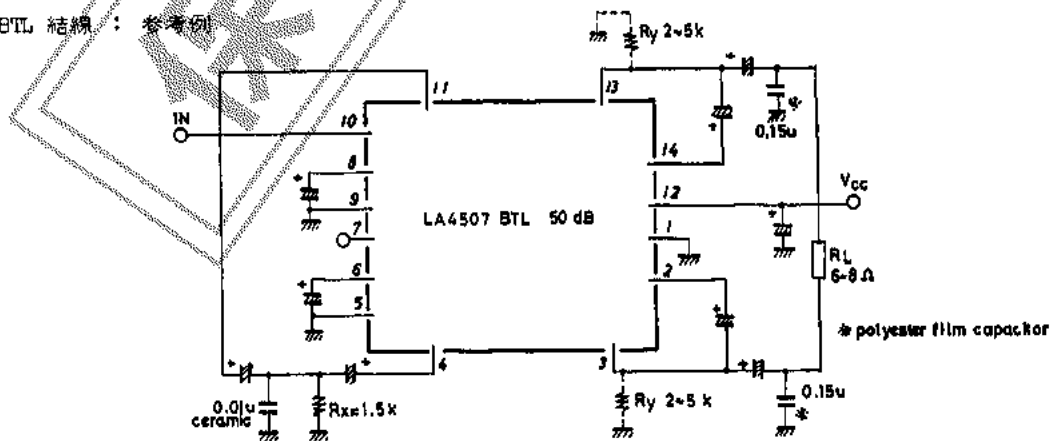 BTL 結線 : 参考例
Ry 2~5k
11
13
IN
10
*
0.15u
8
14
12
Vcc
9
LA4507 BTL 50 dB
7
1
6
2
RL
6~8Ω
5
* polyester film capacitor
4
3
0.01u
ceramic
Rx=1.5k
Ry 2~5k
0.15u
*